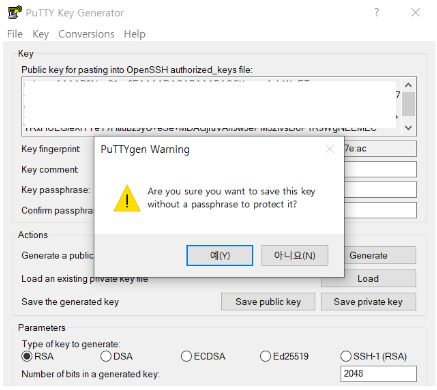 PuTTY Key Generator
File Key Conversions Help
Key
Public key for pasting into OpenSSH authorized_keys file:
Key fingerprint
7e:ac
Key comment:
Key passphrase:
Confirm passphra
PuTTYgen Warning
Are you sure you want to save this key
without a passphrase to protect it?
예(Y) 아니요(N)
Actions
Generate a public
Generate
Load an existing private key file
Load
Save the generated key
Save public key Save private key
Parameters
Type of key to generate:
RSA DSA ECDSA Ed25519 SSH-1 (RSA)
Number of bits in a generated key:
2048